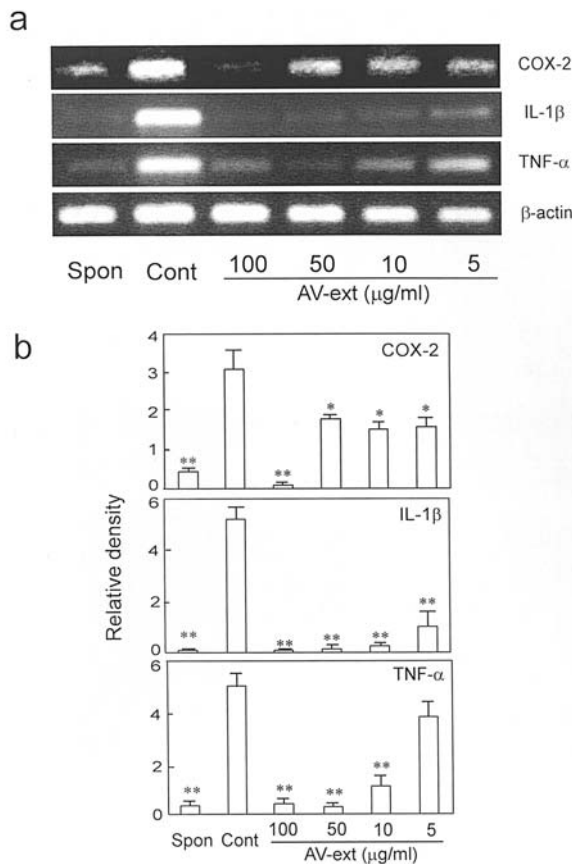 a
COX-2
IL-1β
TNF-α
β-actin
Spon Cont 100 50 10 5
AV-ext (μg/ml)
b
COX-2
4
3
2
1
0
** ** * * *
IL-1β
6
4
2
0
** ** ** ** **
TNF-α
6
4
2
0
** ** ** **
Relative density
Spon Cont 100 50 10 5
AV-ext (μg/ml)